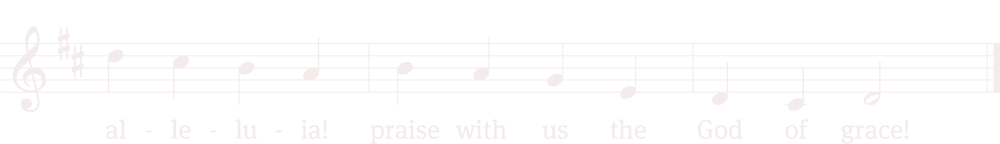 al - le - lu - ia! praise with us the God of grace!